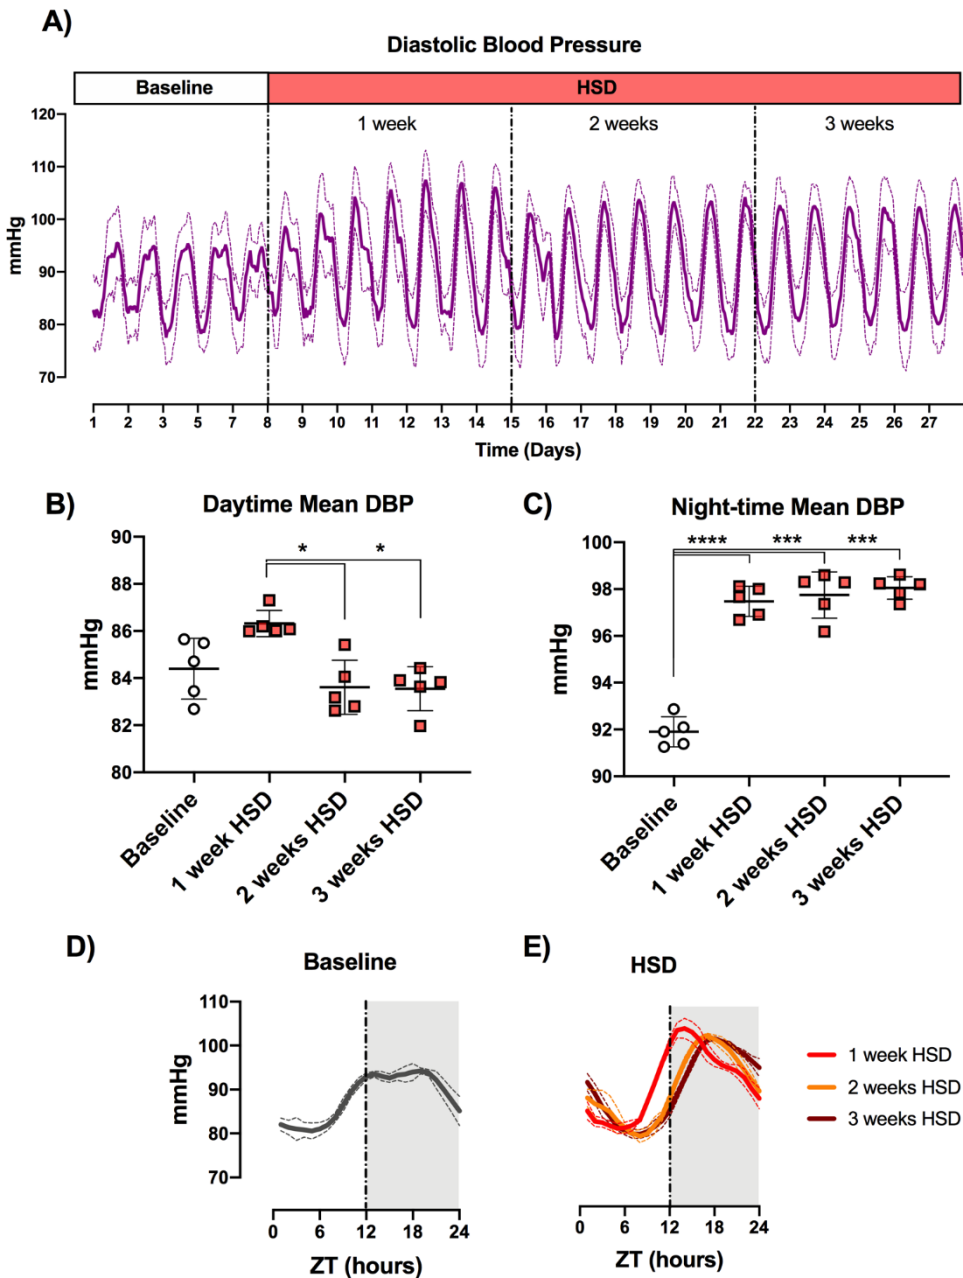 A)
Diastolic Blood Pressure
Baseline HSD
1 week 2 weeks 3 weeks
mmHg
120
110
100
90
80
70
1 2 3 5 6 7 8 9 10 11 12 13 14 15 16 17 18 19 20 21 22 23 24 25 26 27
Time (Days)
B)
Daytime Mean DBP
* *
mmHg
90
88
86
84
82
80
Baseline
1 week HSD
2 weeks HSD
3 weeks HSD
C)
Night-time Mean DBP
**** *** ***
mmHg
100
98
96
94
92
90
Baseline
1 week HSD
2 weeks HSD
3 weeks HSD
D)
Baseline
mmHg
110
100
90
80
70
0 6 12 18 24
ZT (hours)
E)
HSD
0 6 12 18 24
ZT (hours)
1 week HSD
2 weeks HSD
3 weeks HSD